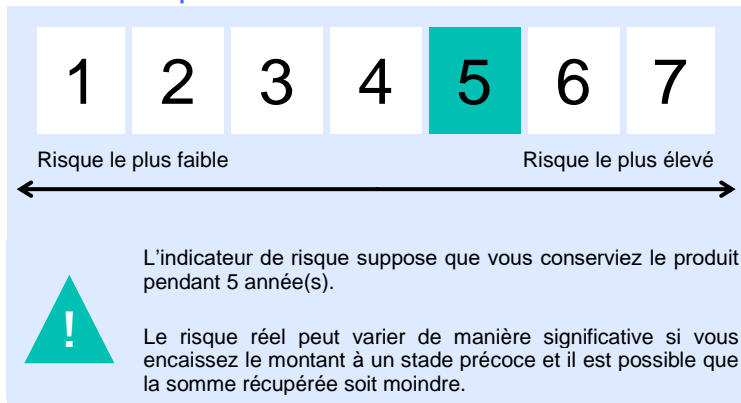 1 2 3 4 5 6 7
Risque le plus faible Risque le plus élevé
L'indicateur de risque suppose que vous conserviez le produit
pendant 5 année(s).
!
Le risque réel peut varier de manière significative si vous
encaissez le montant à un stade précoce et il est possible que
la somme récupérée soit moindre.